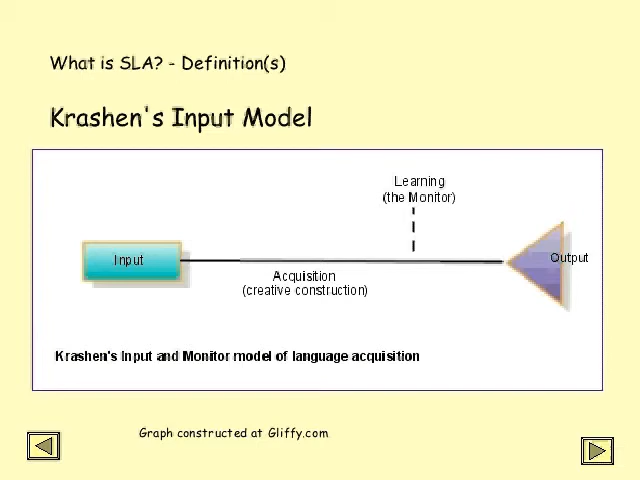 What is SLA? - Definition(s)
Krashen's Input Model
Learning
(the Monitor)
Input
Output
Acquisition
(creative construction)
Krashen's Input and Monitor model of language acquisition
Graph constructed at Gliffy.com